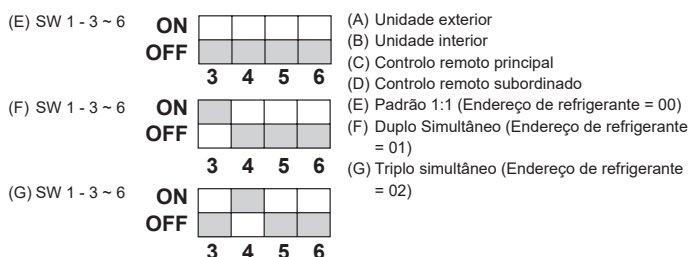 (E) SW 1 - 3 ~ 6
ON
OFF
3 4 5 6
(F) SW 1 - 3 ~ 6
ON
OFF
3 4 5 6
(G) SW 1 - 3 ~ 6
ON
OFF
3 4 5 6
(A) Unidade exterior
(B) Unidade interior
(C) Controlo remoto principal
(D) Controlo remoto subordinado
(E) Padrão 1:1 (Endereço de refrigerante = 00)
(F) Duplo Simultâneo (Endereço de refrigerante
= 01)
(G) Triplo simultâneo (Endereço de refrigerante
= 02)